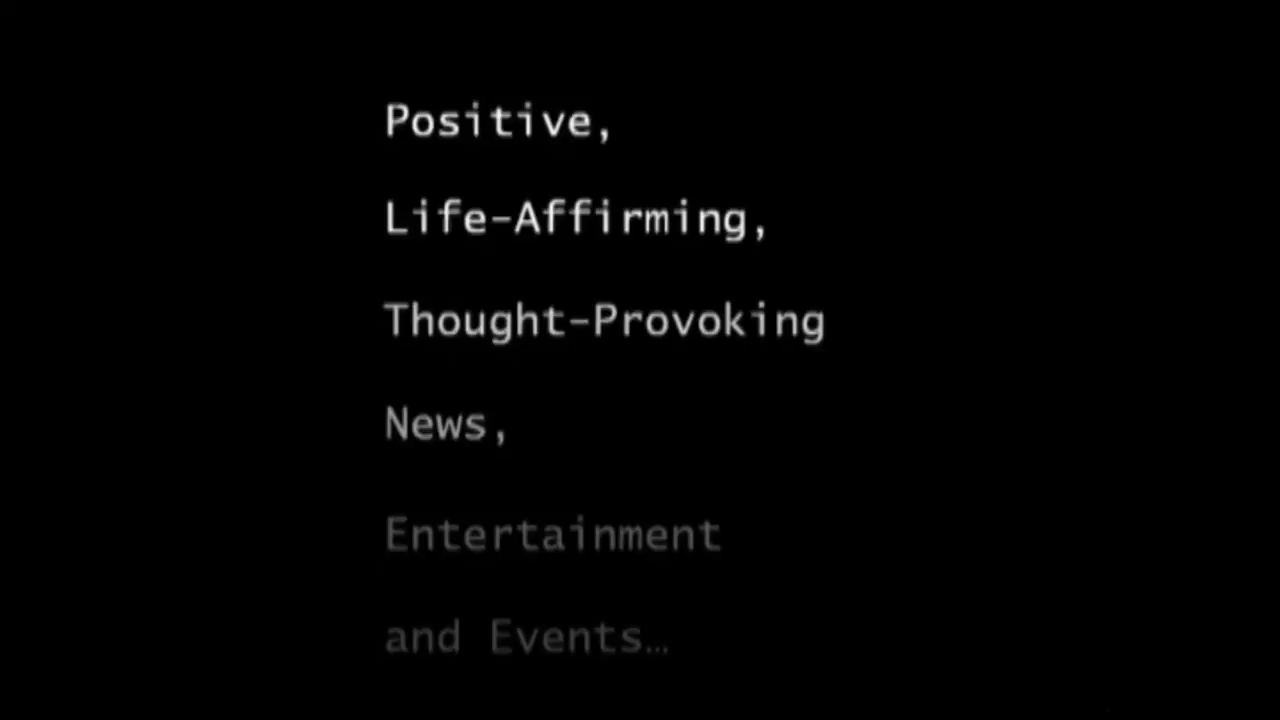 Positive,
Life-Affirming,
Thought-Provoking
News,
Entertainment
and Events…